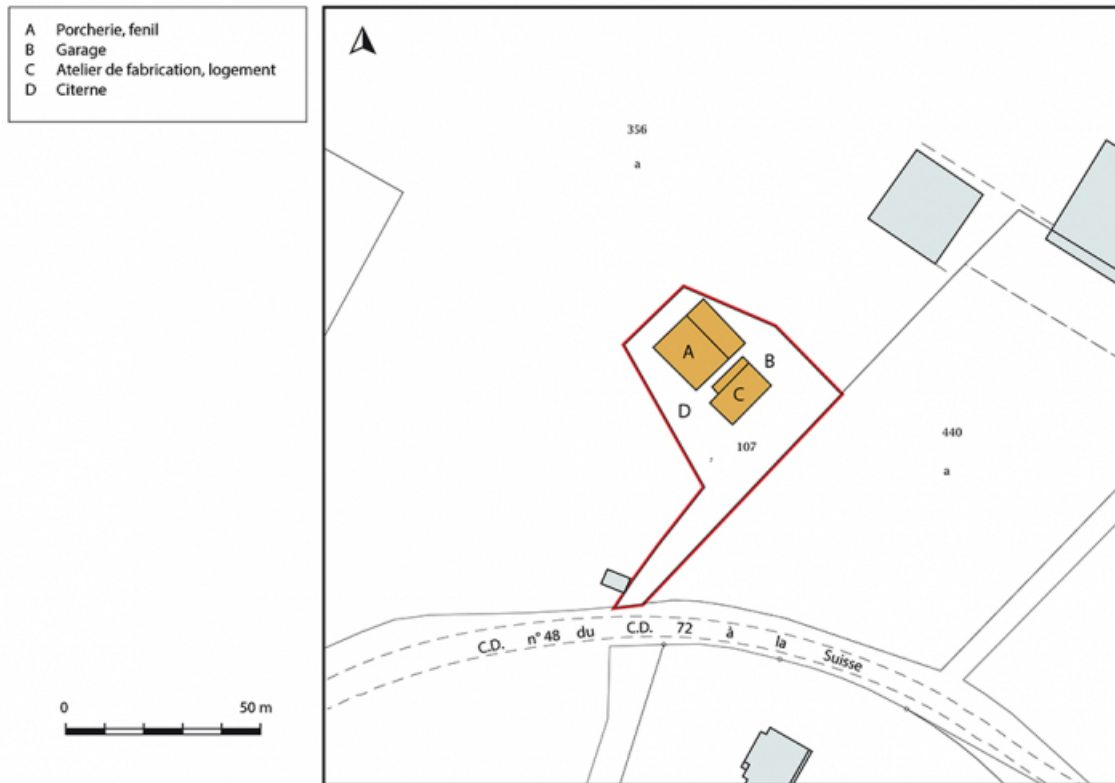 A Porcherie, fenil
B Garage
C Atelier de fabrication, logement
D Citerne
356
a
A
B
C
D
107
r
440
a
C.D. n° 48 du C.D. 72 à la Suisse
0 50 m